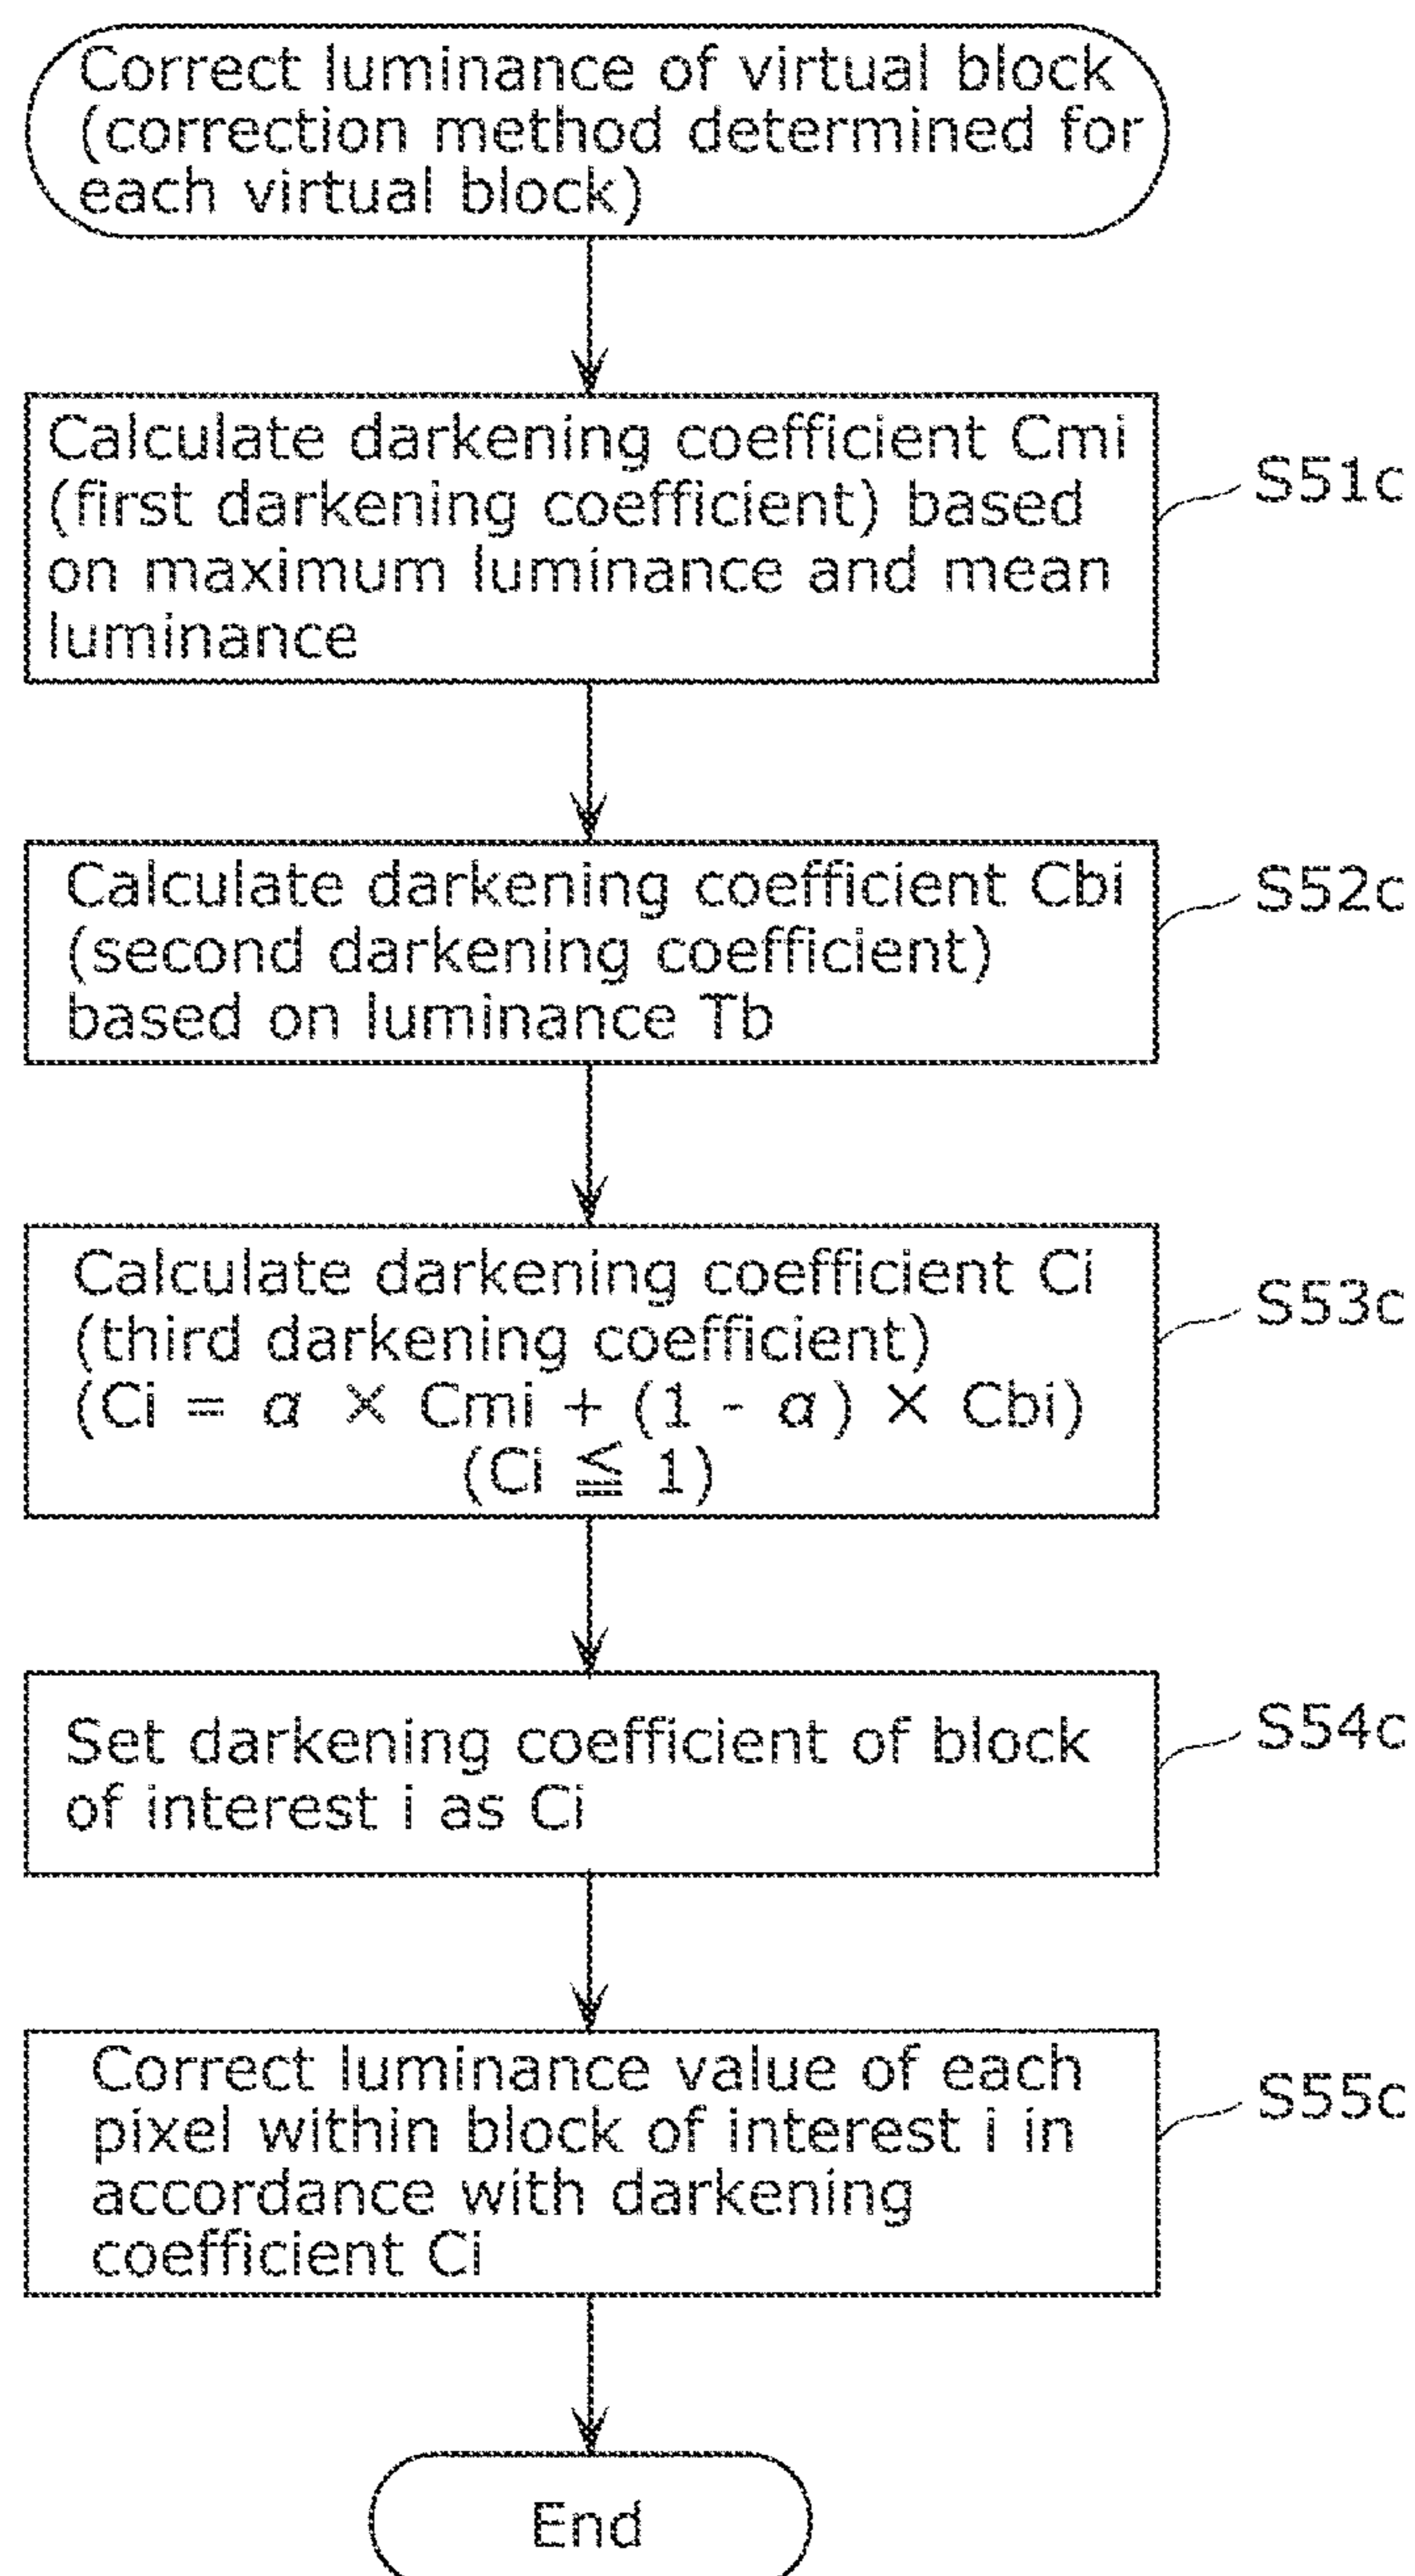 Correct luminance of virtual block
(correction method determined for
each virtual block)
Calculate darkening coefficient Cmi
(first darkening coefficient) based
on maximum luminance and mean
luminance
S51c
Calculate darkening coefficient Cbi
(second darkening coefficient)
based on luminance Tb
S52c
Calculate darkening coefficient Ci
(third darkening coefficient)
(Ci = α × Cmi + (1 - α) × Cbi)
(Ci ≦ 1)
S53c
Set darkening coefficient of block
of interest i as Ci
S54c
Correct luminance value of each
pixel within block of interest i in
accordance with darkening
coefficient Ci
S55c
End